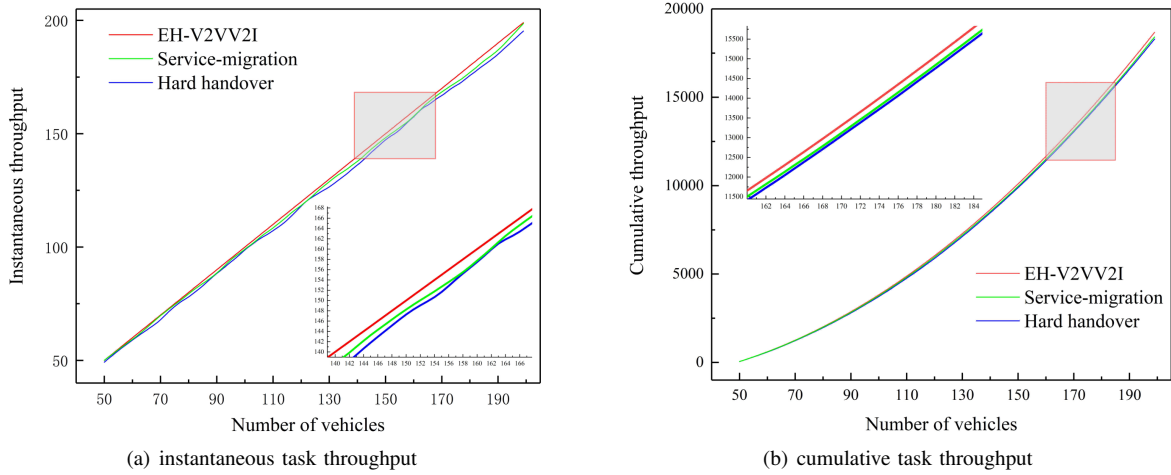 200
150
100
50
Instantaneous throughput
EH-V2VV2I
Service-migration
Hard handover
168
166
164
162
160
158
156
154
152
150
148
146
144
142
140
140 142 144 146 148 150 152 154 156 158 160 162 164 166
50 70 90 110 130 150 170 190
Number of vehicles
(a) instantaneous task throughput
20000
15000
10000
5000
0
Cumulative throughput
15500
15000
14500
14000
13500
13000
12500
12000
11500
162 164 166 168 170 172 174 176 178 180 182 184
EH-V2VV2I
Service-migration
Hard handover
50 70 90 110 130 150 170 190
Number of vehicles
(b) cumulative task throughput